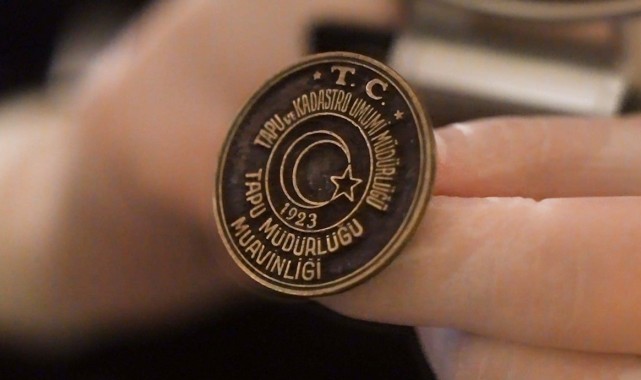 ★ T. C. ★
TAPU ve KADASTRO UMUMİ MÜDÜRLÜĞÜ
1923
TAPU MÜDÜRLÜĞÜ
MUAVİNLİĞİ